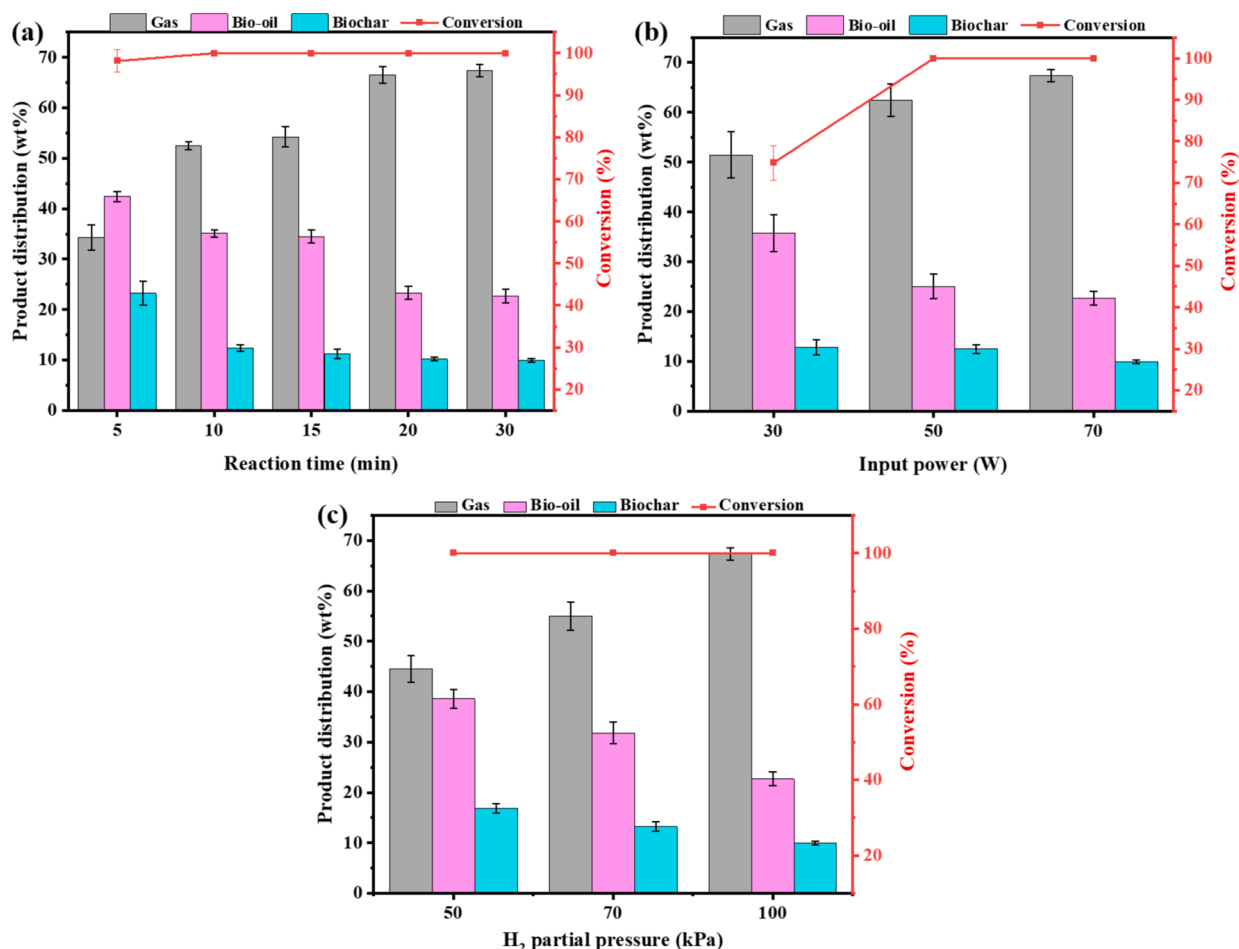 (a)
Gas Bio-oil Biochar Conversion
Product distribution (wt%)
70
60
50
40
30
20
10
0
5 10 15 20 30
Reaction time (min)
100
90
80
70
60
50
40
30
20
Conversion (%)
(b)
Gas Bio-oil Biochar Conversion
Product distribution (wt%)
70
60
50
40
30
20
10
0
30 50 70
Input power (W)
100
90
80
70
60
50
40
30
20
Conversion (%)
(c)
Gas Bio-oil Biochar Conversion
Product distribution (wt%)
70
60
50
40
30
20
10
0
50 70 100
H₂ partial pressure (kPa)
100
80
60
40
20
Conversion (%)